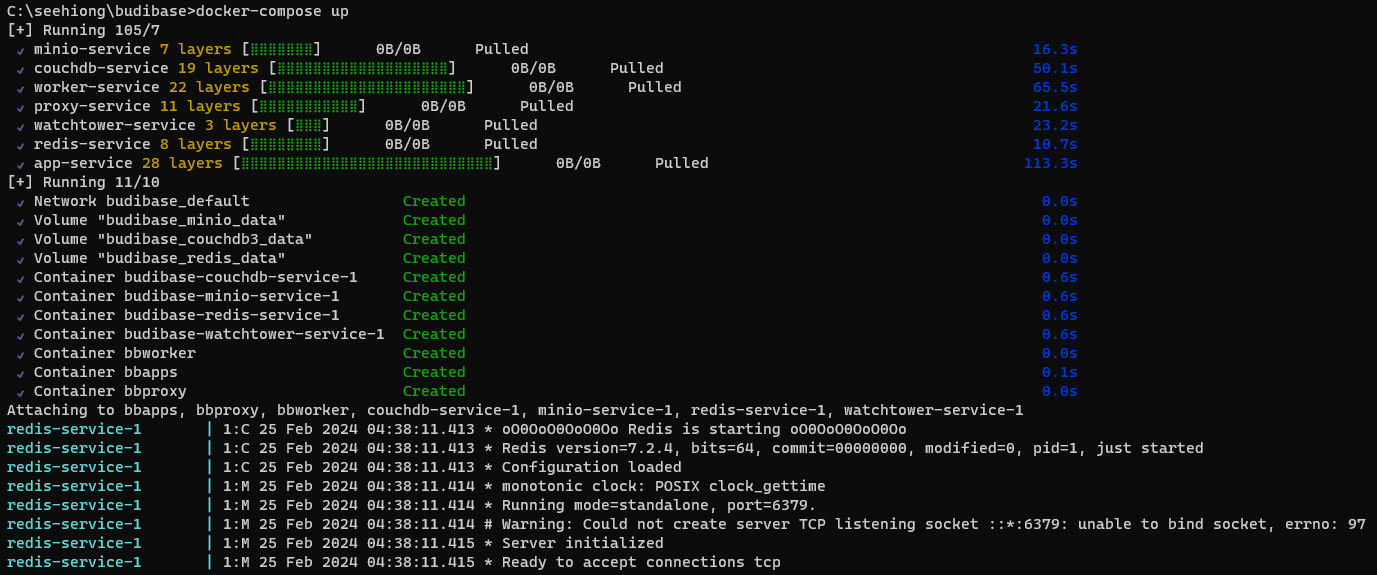 C:\seehiong\budibase>docker-compose up
[+] Running 105/7
✓ minio-service 7 layers [⣿⣿⣿⣿⣿⣿⣿] 0B/0B Pulled 16.3s
✓ couchdb-service 19 layers [⣿⣿⣿⣿⣿⣿⣿⣿⣿⣿⣿⣿⣿⣿⣿⣿⣿⣿⣿] 0B/0B Pulled 50.1s
✓ worker-service 22 layers [⣿⣿⣿⣿⣿⣿⣿⣿⣿⣿⣿⣿⣿⣿⣿⣿⣿⣿⣿⣿⣿⣿] 0B/0B Pulled 65.5s
✓ proxy-service 11 layers [⣿⣿⣿⣿⣿⣿⣿⣿⣿⣿⣿] 0B/0B Pulled 21.6s
✓ watchtower-service 3 layers [⣿⣿⣿] 0B/0B Pulled 23.2s
✓ redis-service 8 layers [⣿⣿⣿⣿⣿⣿⣿⣿] 0B/0B Pulled 10.7s
✓ app-service 28 layers [⣿⣿⣿⣿⣿⣿⣿⣿⣿⣿⣿⣿⣿⣿⣿⣿⣿⣿⣿⣿⣿⣿⣿⣿⣿⣿⣿⣿] 0B/0B Pulled 113.3s
[+] Running 11/10
✓ Network budibase_default Created 0.0s
✓ Volume "budibase_minio_data" Created 0.0s
✓ Volume "budibase_couchdb3_data" Created 0.0s
✓ Volume "budibase_redis_data" Created 0.0s
✓ Container budibase-couchdb-service-1 Created 0.6s
✓ Container budibase-minio-service-1 Created 0.6s
✓ Container budibase-redis-service-1 Created 0.6s
✓ Container budibase-watchtower-service-1 Created 0.6s
✓ Container bbworker Created 0.0s
✓ Container bbapps Created 0.1s
✓ Container bbproxy Created 0.0s
Attaching to bbapps, bbproxy, bbworker, couchdb-service-1, minio-service-1, redis-service-1, watchtower-service-1
redis-service-1 | 1:C 25 Feb 2024 04:38:11.413 * oO0OoO0OoO0Oo Redis is starting oO0OoO0OoO0Oo
redis-service-1 | 1:C 25 Feb 2024 04:38:11.413 * Redis version=7.2.4, bits=64, commit=00000000, modified=0, pid=1, just started
redis-service-1 | 1:C 25 Feb 2024 04:38:11.413 * Configuration loaded
redis-service-1 | 1:M 25 Feb 2024 04:38:11.414 * monotonic clock: POSIX clock_gettime
redis-service-1 | 1:M 25 Feb 2024 04:38:11.414 * Running mode=standalone, port=6379.
redis-service-1 | 1:M 25 Feb 2024 04:38:11.414 # Warning: Could not create server TCP listening socket ::*:6379: unable to bind socket, errno: 97
redis-service-1 | 1:M 25 Feb 2024 04:38:11.415 * Server initialized
redis-service-1 | 1:M 25 Feb 2024 04:38:11.415 * Ready to accept connections tcp